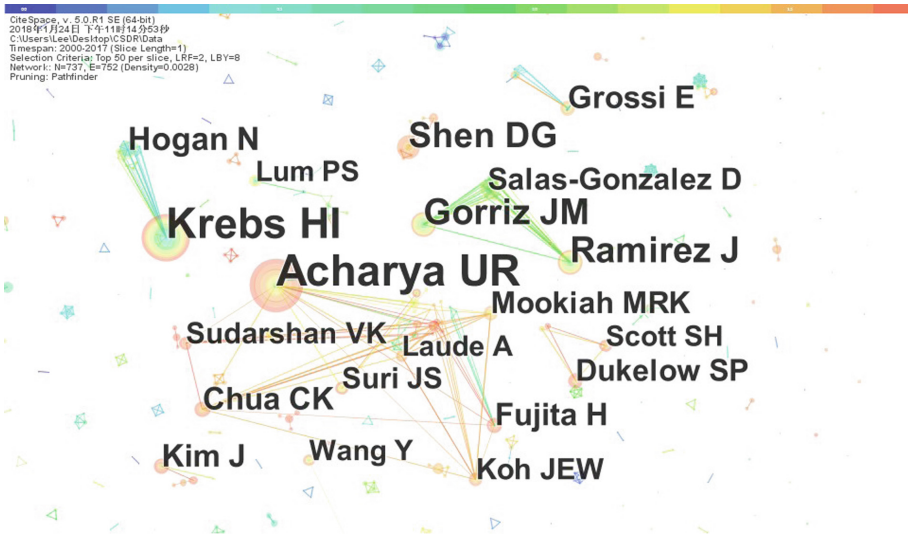 CiteSpace, v. 5.0.R1 SE (64-bit)
2018年1月24日 下午11时14分53秒
C:\Users\Lee\Desktop\CSDR\Data
Timespan: 2000-2017 (Slice Length=1)
Selection Criteria: Top 50 per slice, LRF=2, LBY=8
Network: N=737, E=752 (Density=0.0028)
Pruning: Pathfinder
Grossi E
Shen DG
Hogan N
Lum PS
Salas-Gonzalez D
Gorriz JM
Krebs HI
Ramirez J
Acharya UR
Mookiah MRK
Sudarshan VK
Scott SH
Laude A
Dukelow SP
Suri JS
Chua CK
Fujita H
Wang Y
Kim J
Koh JEW